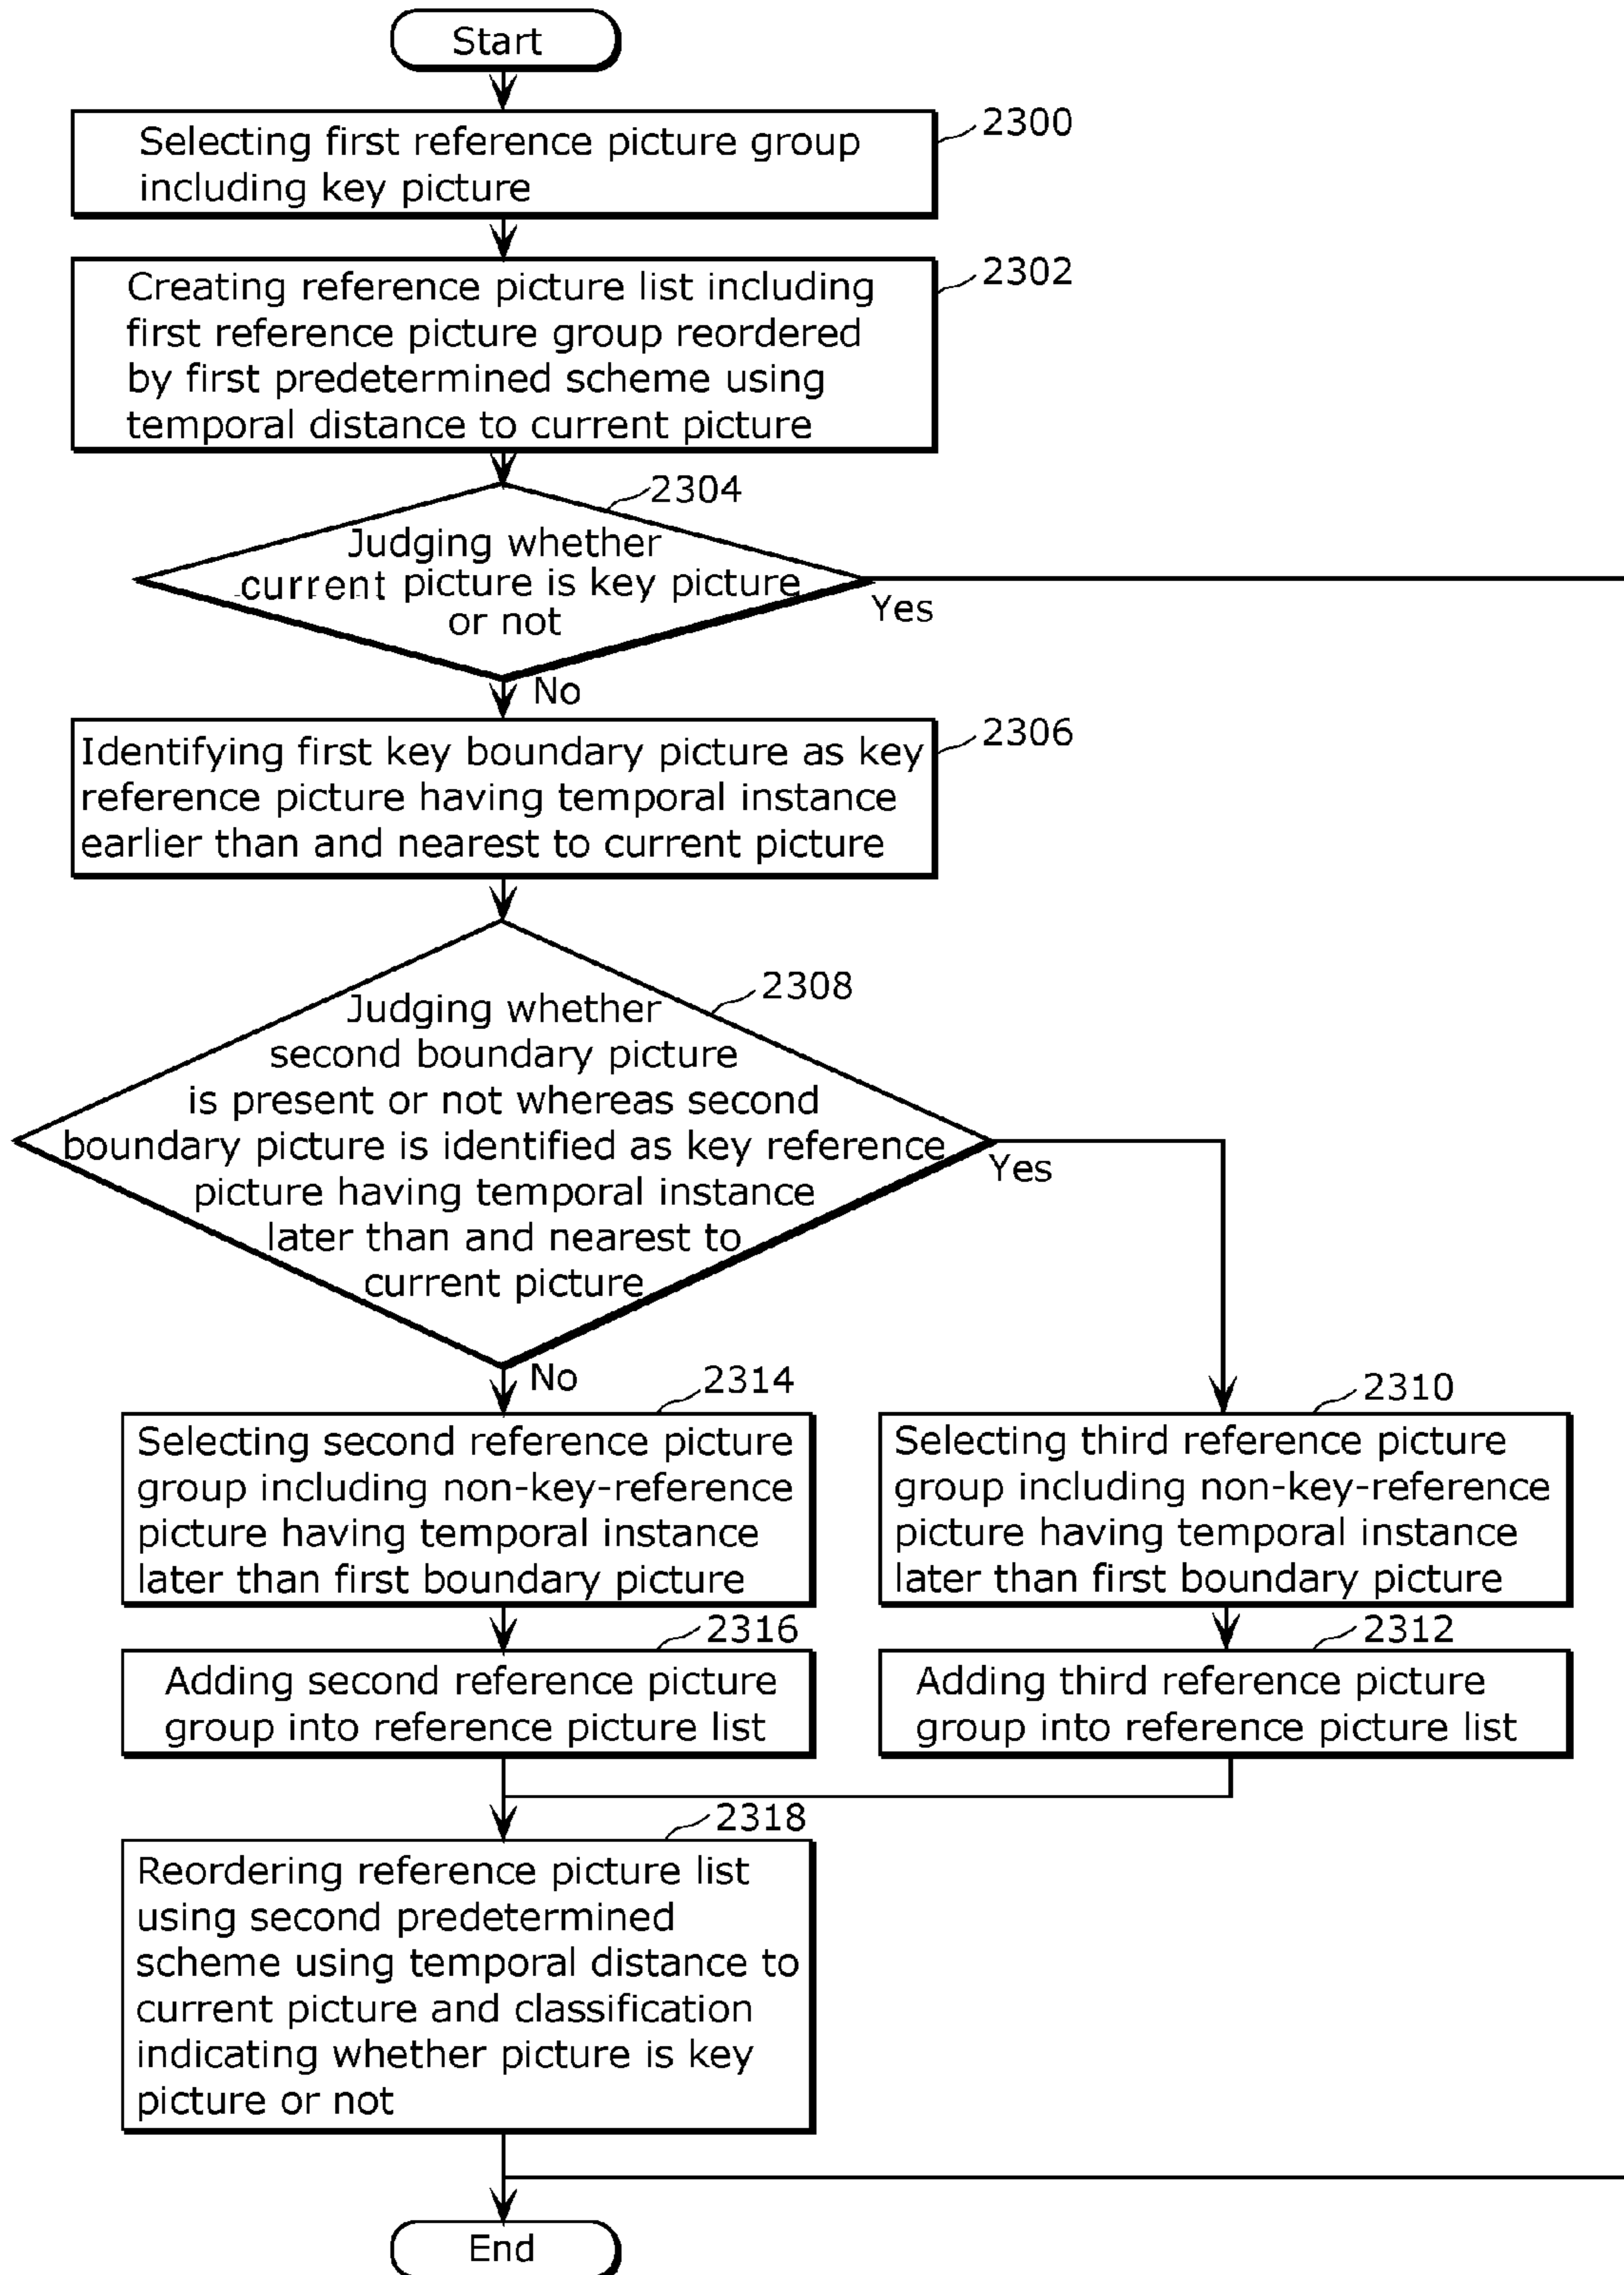 Start
2300
Selecting first reference picture group
including key picture
2302
Creating reference picture list including
first reference picture group reordered
by first predetermined scheme using
temporal distance to current picture
2304
Judging whether
current picture is key picture
or not
Yes
No
2306
Identifying first key boundary picture as key
reference picture having temporal instance
earlier than and nearest to current picture
2308
Judging whether
second boundary picture
is present or not whereas second
boundary picture is identified as key reference
picture having temporal instance
later than and nearest to
current picture
Yes
No
2314
Selecting second reference picture
group including non-key-reference
picture having temporal instance
later than first boundary picture
2310
Selecting third reference picture
group including non-key-reference
picture having temporal instance
later than first boundary picture
2316
Adding second reference picture
group into reference picture list
2312
Adding third reference picture
group into reference picture list
2318
Reordering reference picture list
using second predetermined
scheme using temporal distance to
current picture and classification
indicating whether picture is key
picture or not
End